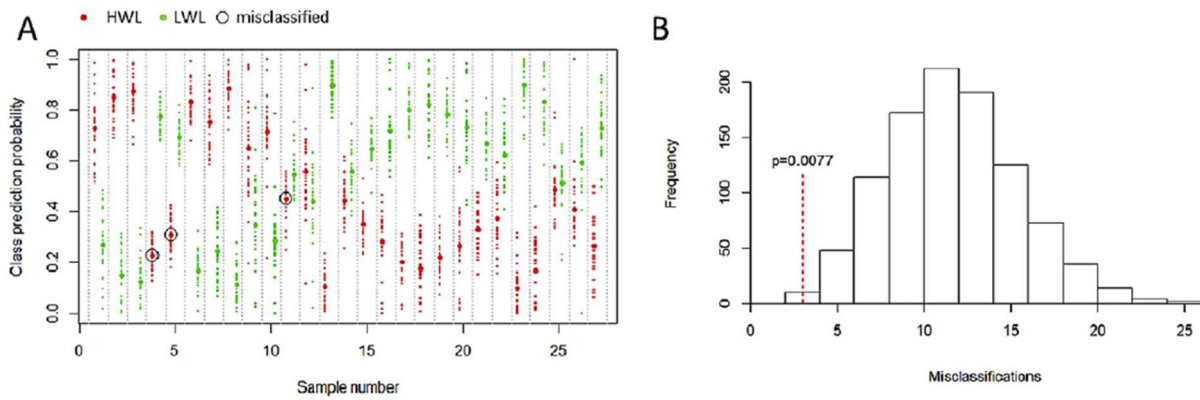 A
HWL LWL misclassified
Class prediction probability
1.0
0.8
0.6
0.4
0.2
0.0
0 5 10 15 20 25
Sample number
B
Frequency
200
150
100
50
0
p=0.0077
0 5 10 15 20 25
Misclassifications